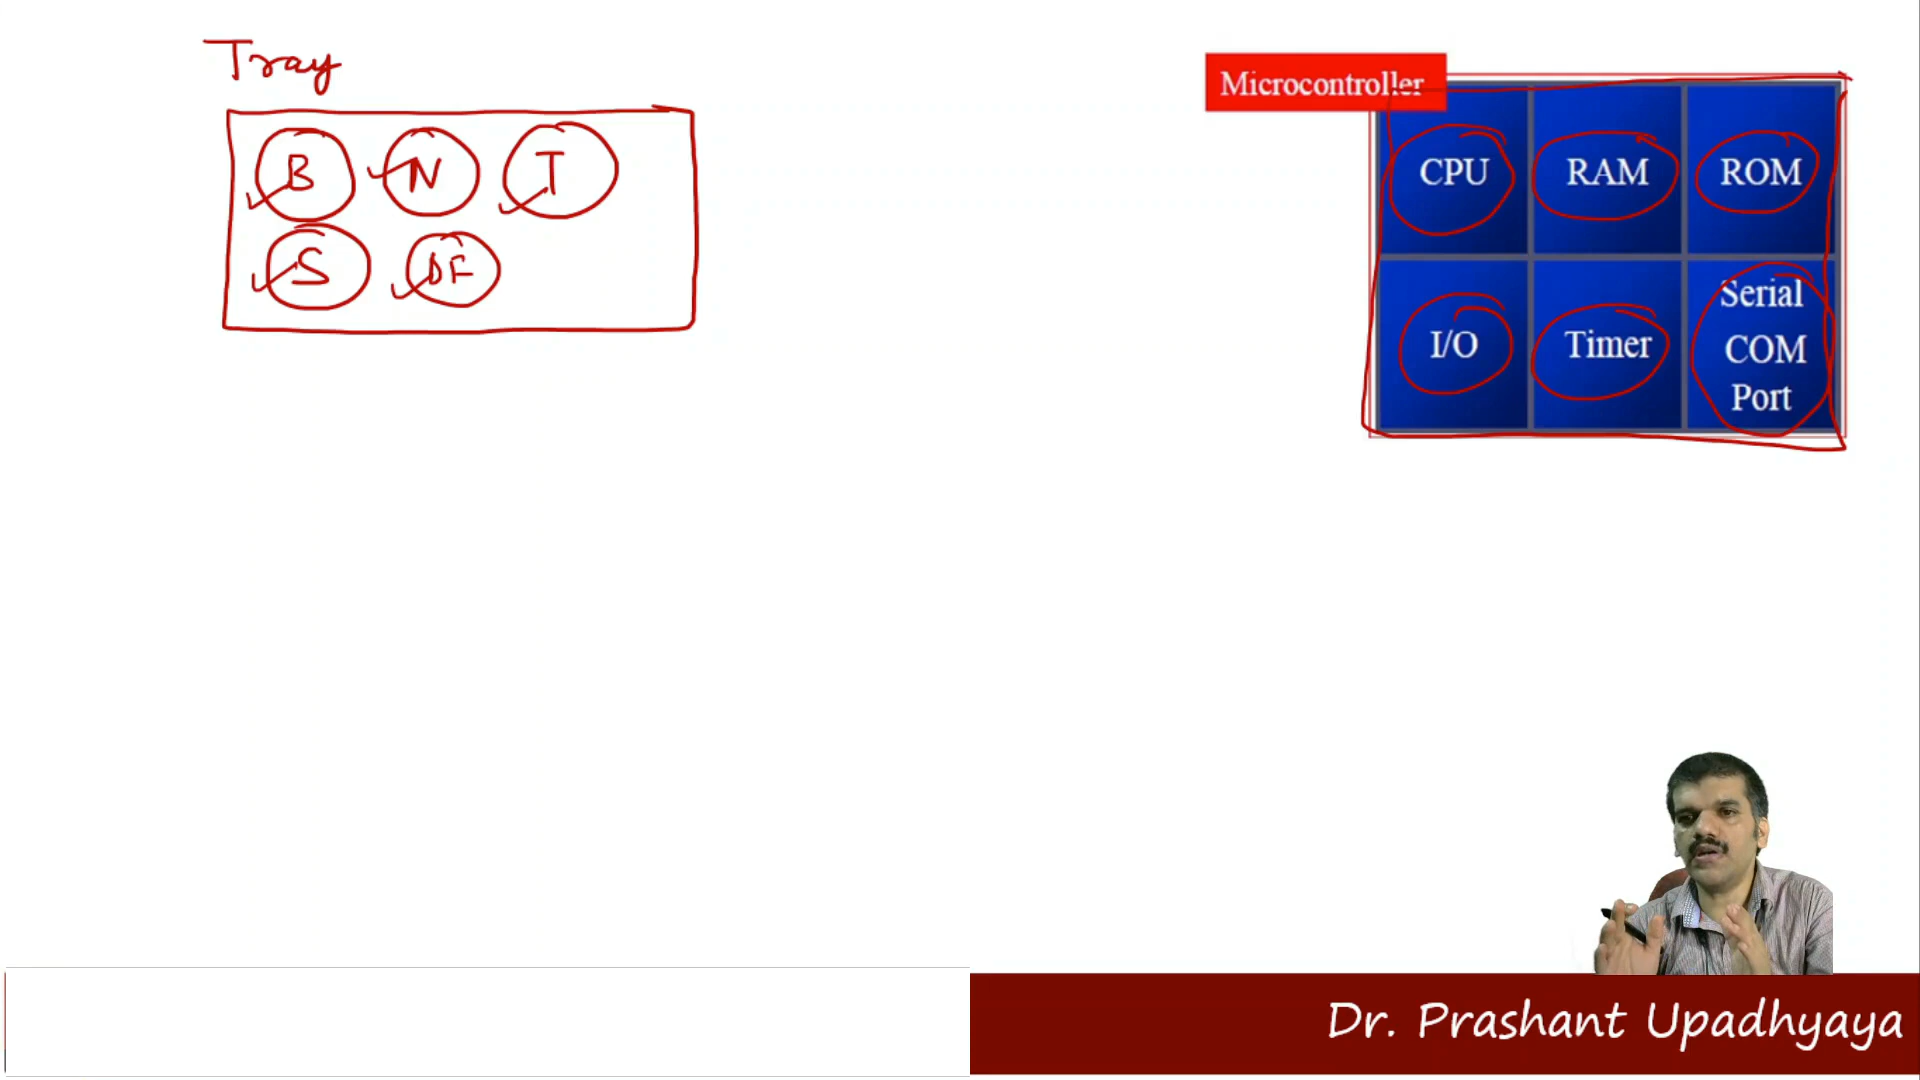 Tray
B N T
S DF
Microcontroller
CPU RAM ROM
I/O Timer Serial
COM
Port
Dr. Prashant Upadhyaya